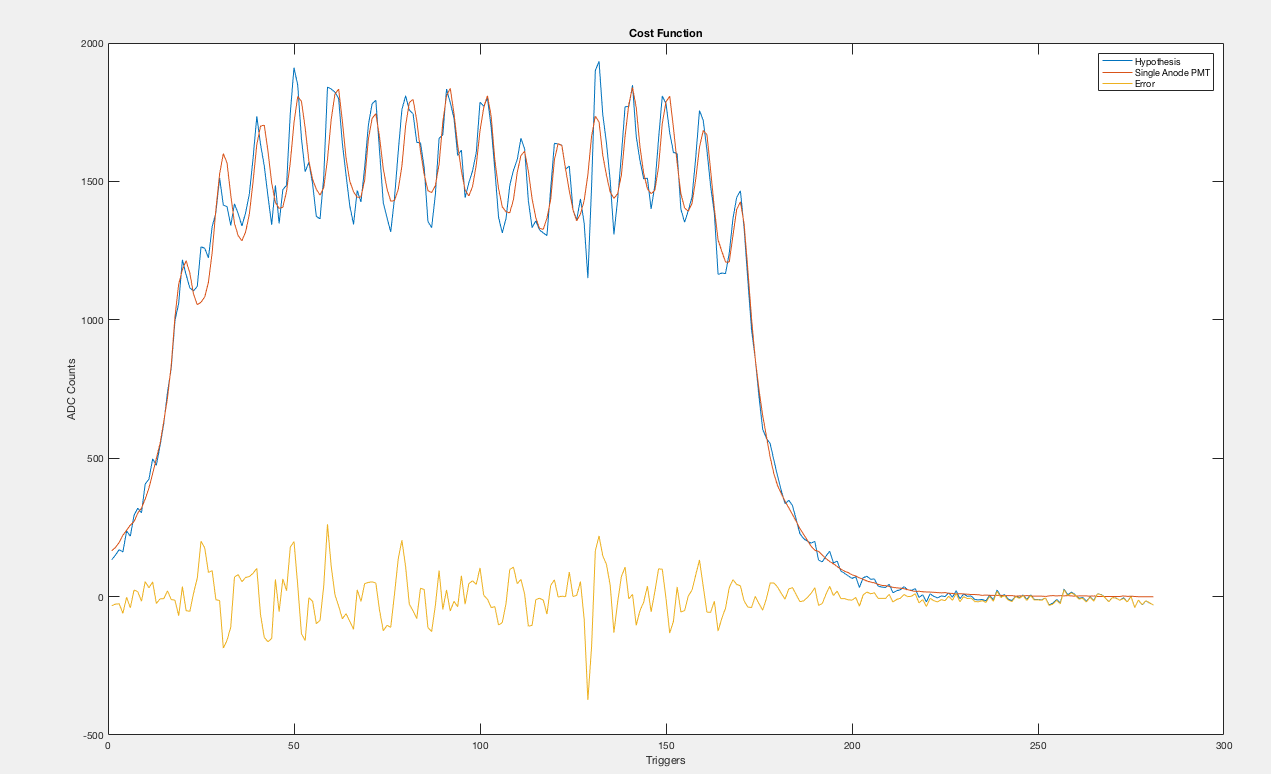 Cost Function
2000
1500
1000
500
0
-500
ADC Counts
Hypothesis
Single Anode PMT
Error
0 50 100 150 200 250 300
Triggers